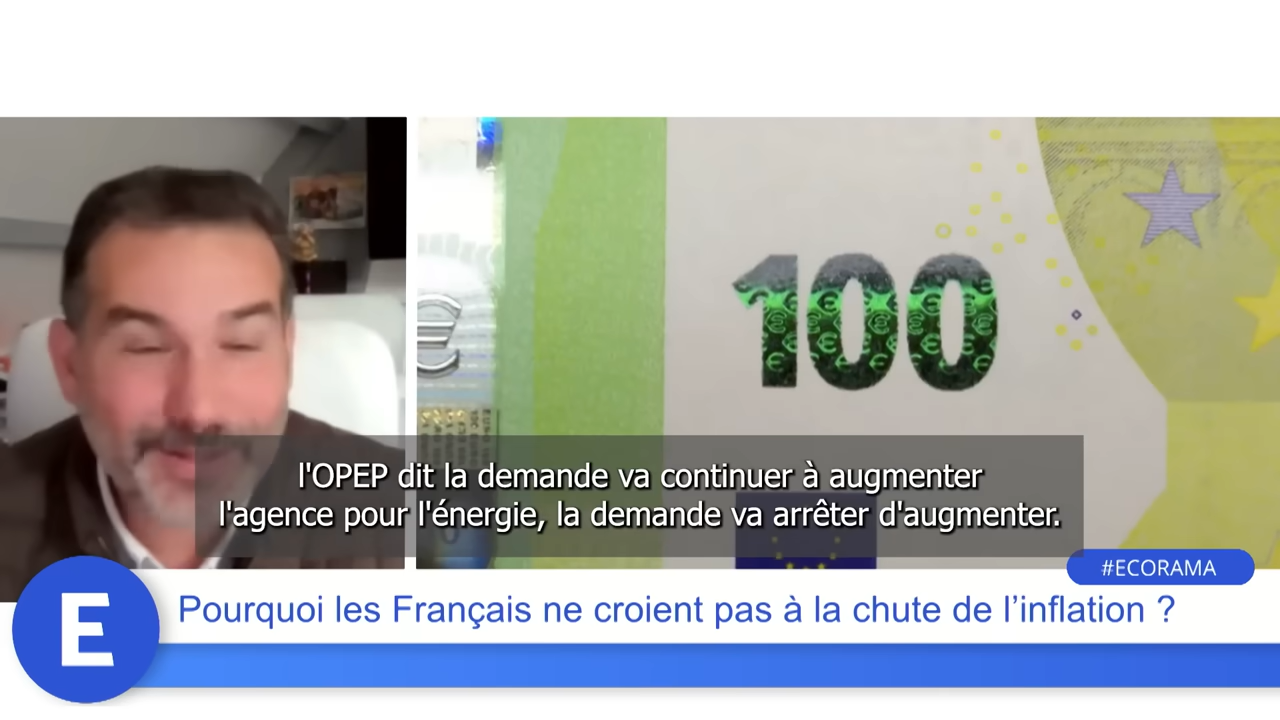 €
100
l'OPEP dit la demande va continuer à augmenter
l'agence pour l'énergie, la demande va arrêter d'augmenter.
#ECORAMA
E
Pourquoi les Français ne croient pas à la chute de l’inflation ?